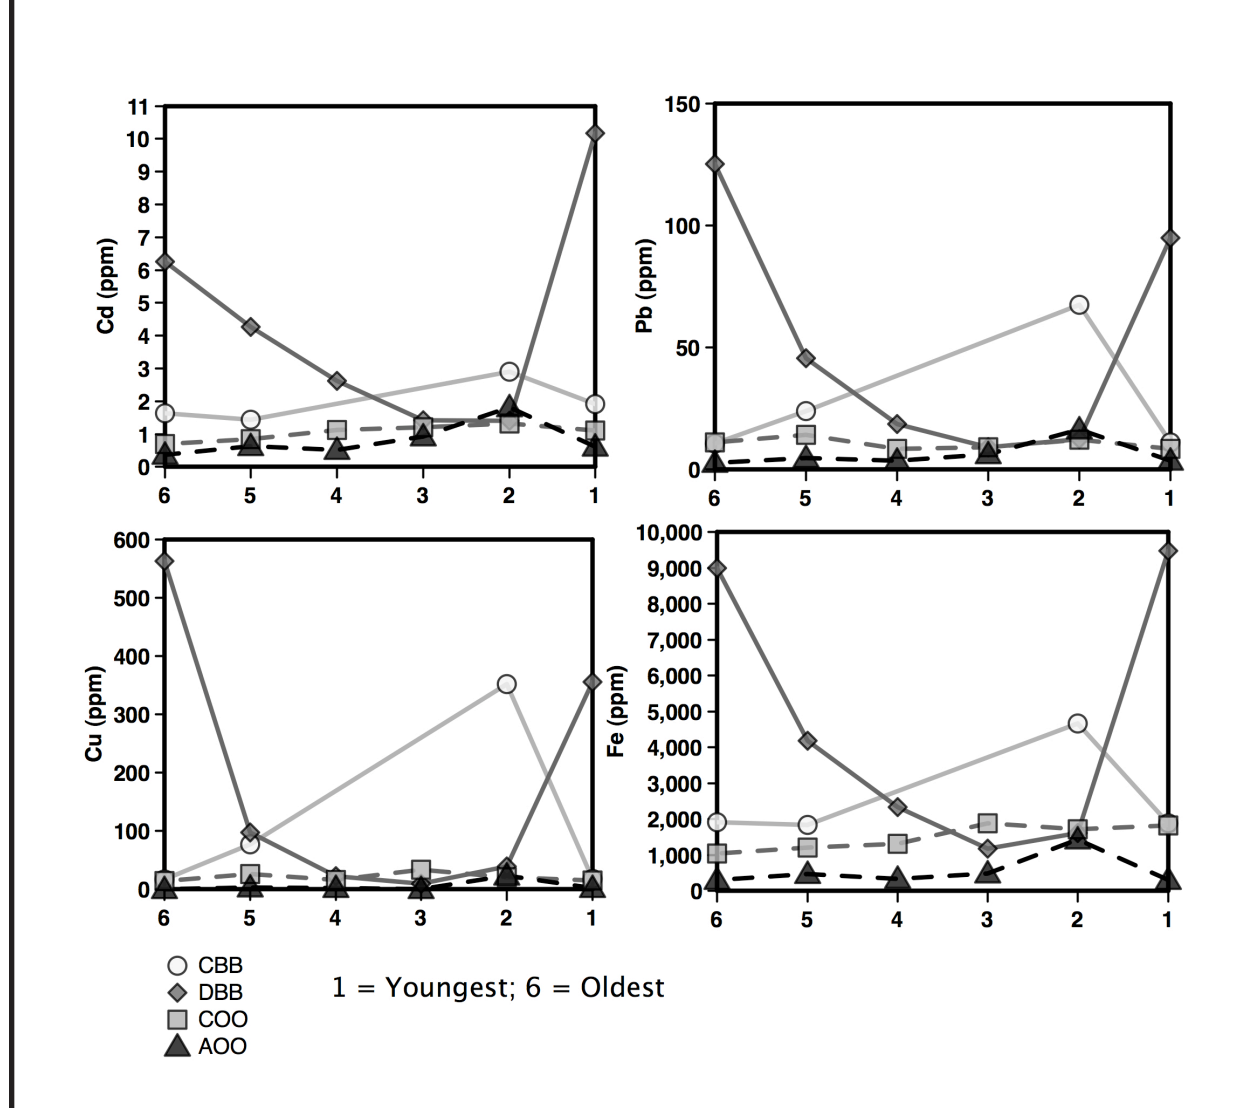 11
10
9
8
7
6
5
4
3
2
1
0
Cd (ppm)
6 5 4 3 2 1
150
100
50
0
Pb (ppm)
6 5 4 3 2 1
600
500
400
300
200
100
0
Cu (ppm)
6 5 4 3 2 1
10,000
9,000
8,000
7,000
6,000
5,000
4,000
3,000
2,000
1,000
0
Fe (ppm)
6 5 4 3 2 1
CBB
DBB
COO
AOO
1 = Youngest; 6 = Oldest